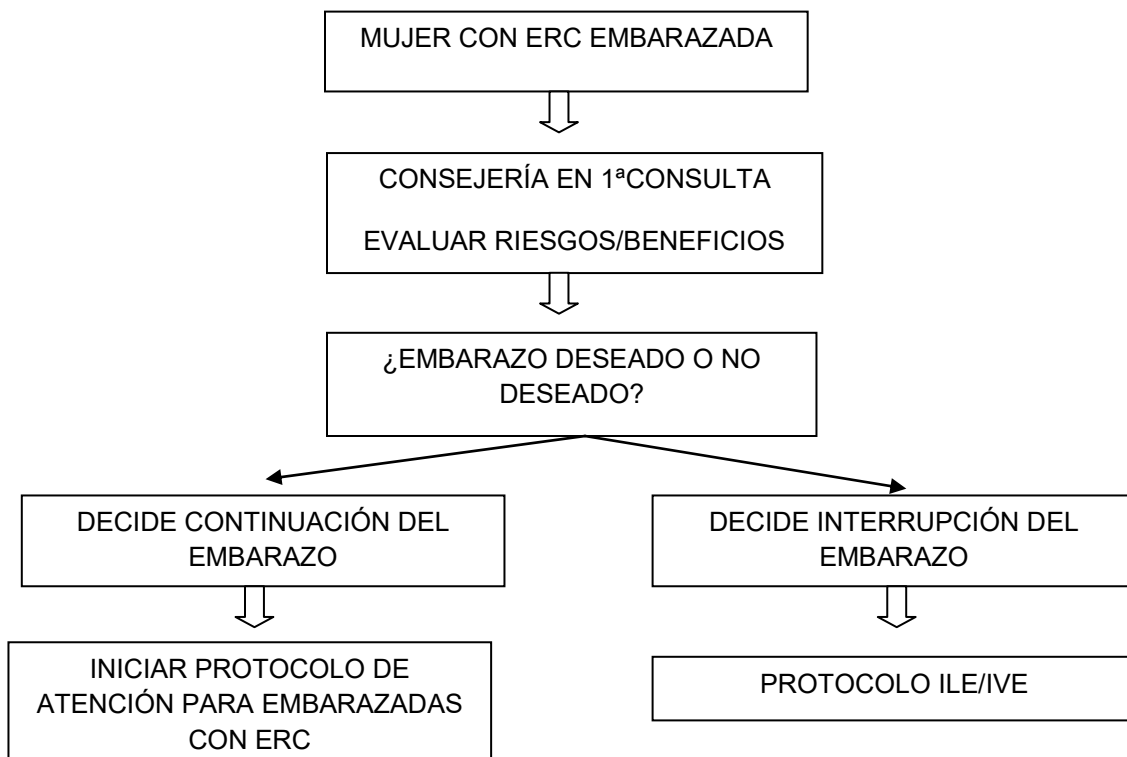 MUJER CON ERC EMBARAZADA
CONSEJERÍA EN 1ªCONSULTA
EVALUAR RIESGOS/BENEFICIOS
¿EMBARAZO DESEADO O NO
DESEADO?
DECIDE CONTINUACIÓN DEL
EMBARAZO
DECIDE INTERRUPCIÓN DEL
EMBARAZO
INICIAR PROTOCOLO DE
ATENCIÓN PARA EMBARAZADAS
CON ERC
PROTOCOLO ILE/IVE